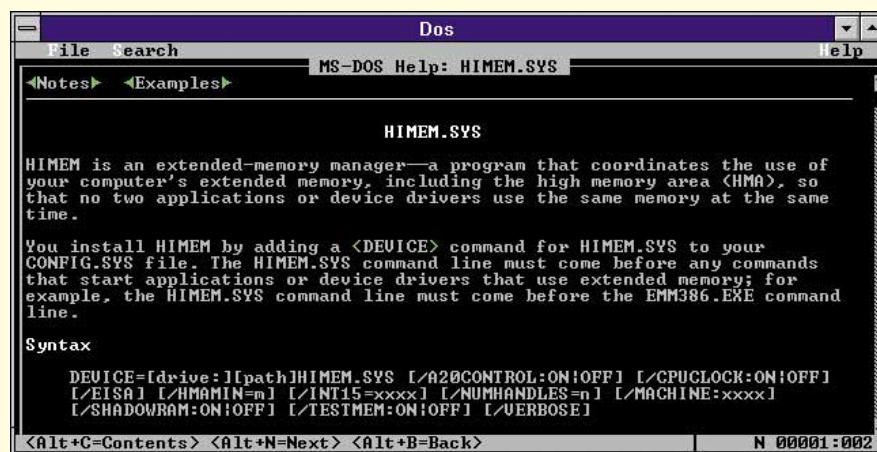 Dos
File Search Help
MS-DOS Help: HIMEM.SYS
◄Notes► ◄Examples►
HIMEM.SYS
HIMEM is an extended-memory manager—a program that coordinates the use of
your computer's extended memory, including the high memory area (HMA), so
that no two applications or device drivers use the same memory at the same
time.
You install HIMEM by adding a <DEVICE> command for HIMEM.SYS to your
CONFIG.SYS file. The HIMEM.SYS command line must come before any commands
that start applications or device drivers that use extended memory; for
example, the HIMEM.SYS command line must come before the EMM386.EXE command
line.
Syntax
DEVICE=[drive:][path]HIMEM.SYS [/A20CONTROL:ON¦OFF] [/CPUCLOCK:ON¦OFF]
[/EISA] [/HMAMIN=m] [/INT15=xxxx] [/NUMHANDLES=n] [/MACHINE:xxxx]
[/SHADOWRAM:ON¦OFF] [/TESTMEM:ON¦OFF] [/VERBOSE]
<Alt+C=Contents> <Alt+N=Next> <Alt+B=Back> N 00001:002